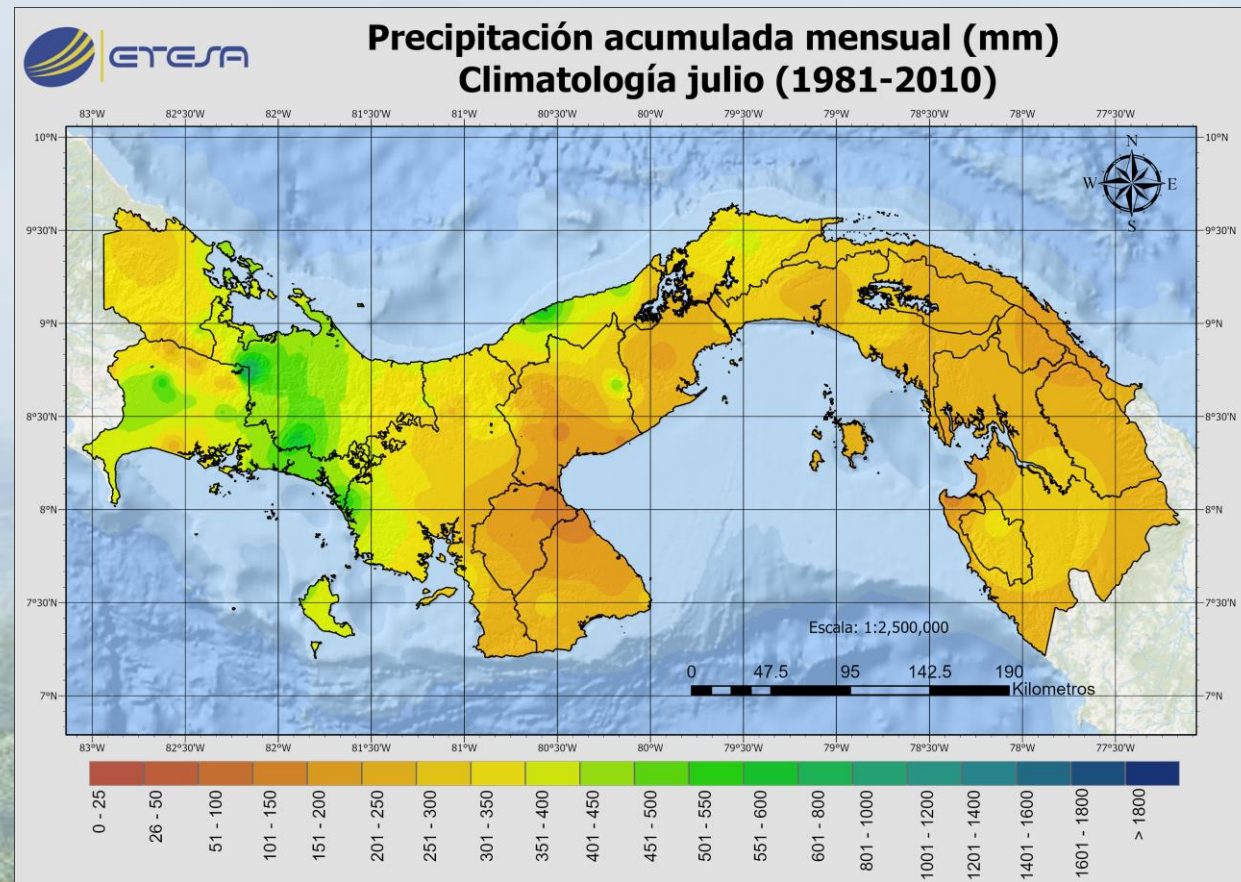 ETESA
Precipitación acumulada mensual (mm)
Climatología julio (1981-2010)
83°W 82°30'W 82°W 81°30'W 81°W 80°30'W 80°W 79°30'W 79°W 78°30'W 78°W 77°30'W
10°N 10°N
N
W E
S
9°30'N 9°30'N
9°N 9°N
8°30'N 8°30'N
8°N 8°N
7°30'N 7°30'N
Escala: 1:2,500,000
0 47.5 95 142.5 190
Kilometros
7°N 7°N
83°W 82°30'W 82°W 81°30'W 81°W 80°30'W 80°W 79°30'W 79°W 78°30'W 78°W 77°30'W
0 - 25
26 - 50
51 - 100
101 - 150
151 - 200
201 - 250
251 - 300
301 - 350
351 - 400
401 - 450
451 - 500
501 - 550
551 - 600
601 - 800
801 - 1000
1001 - 1200
1201 - 1400
1401 - 1600
1601 - 1800
> 1800